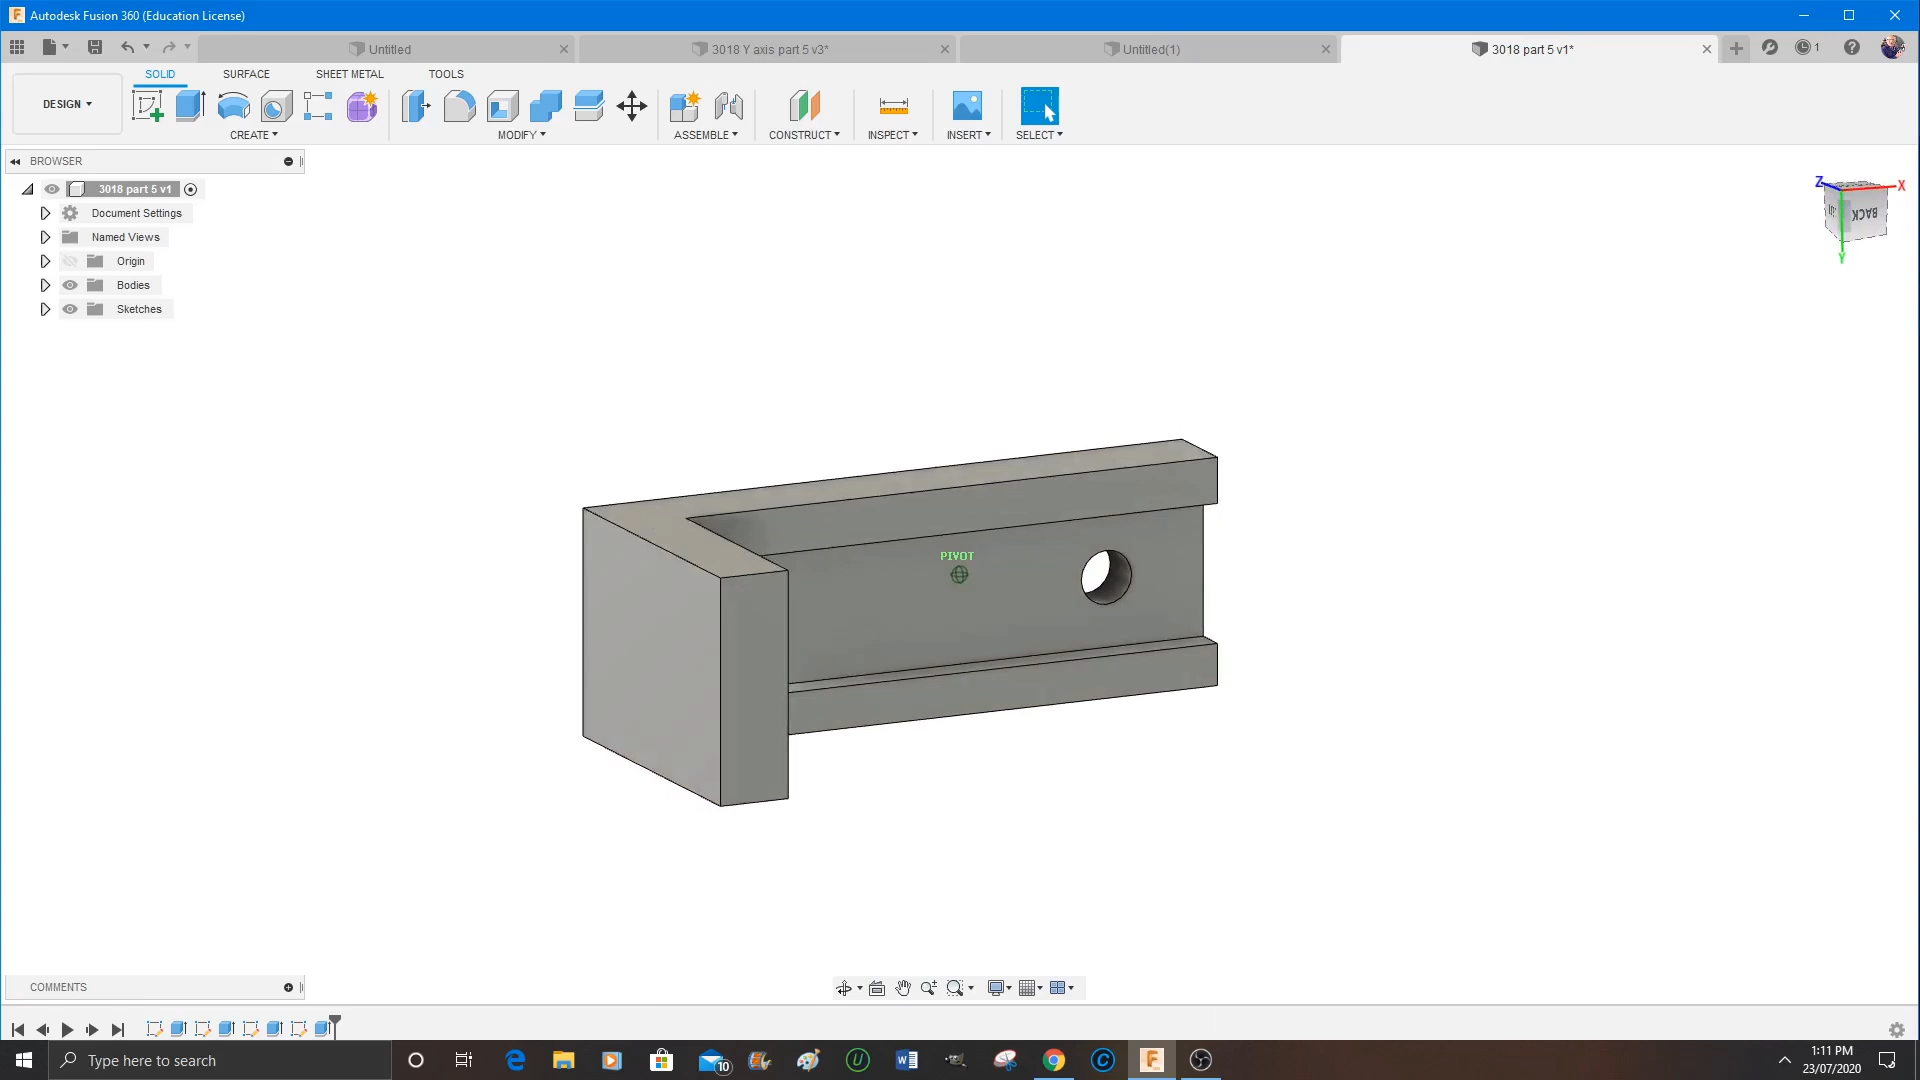 Autodesk Fusion 360 (Education License)
Untitled
3018 Y axis part 5 v3*
Untitled(1)
3018 part 5 v1*
1
DESIGN
SOLID
SURFACE
SHEET METAL
TOOLS
CREATE
MODIFY
ASSEMBLE
CONSTRUCT
INSPECT
INSERT
SELECT
BROWSER
3018 part 5 v1
Document Settings
Named Views
Origin
Bodies
Sketches
Z
X
BACK
Y
PIVOT
COMMENTS
Type here to search
10
1:11 PM
23/07/2020